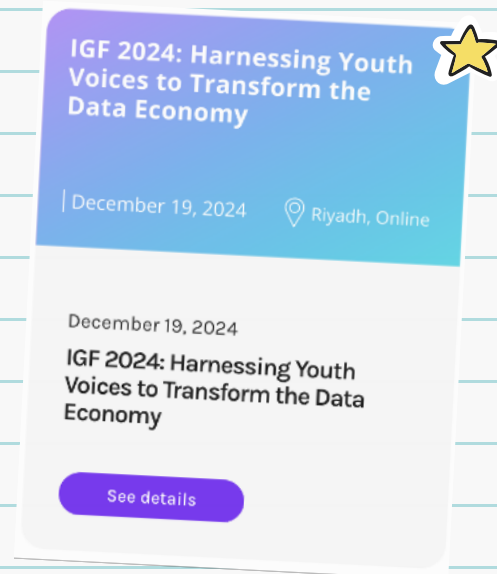 IGF 2024: Harnessing Youth
Voices to Transform the
Data Economy
December 19, 2024
Riyadh, Online
December 19, 2024
IGF 2024: Harnessing Youth
Voices to Transform the Data
Economy
See details